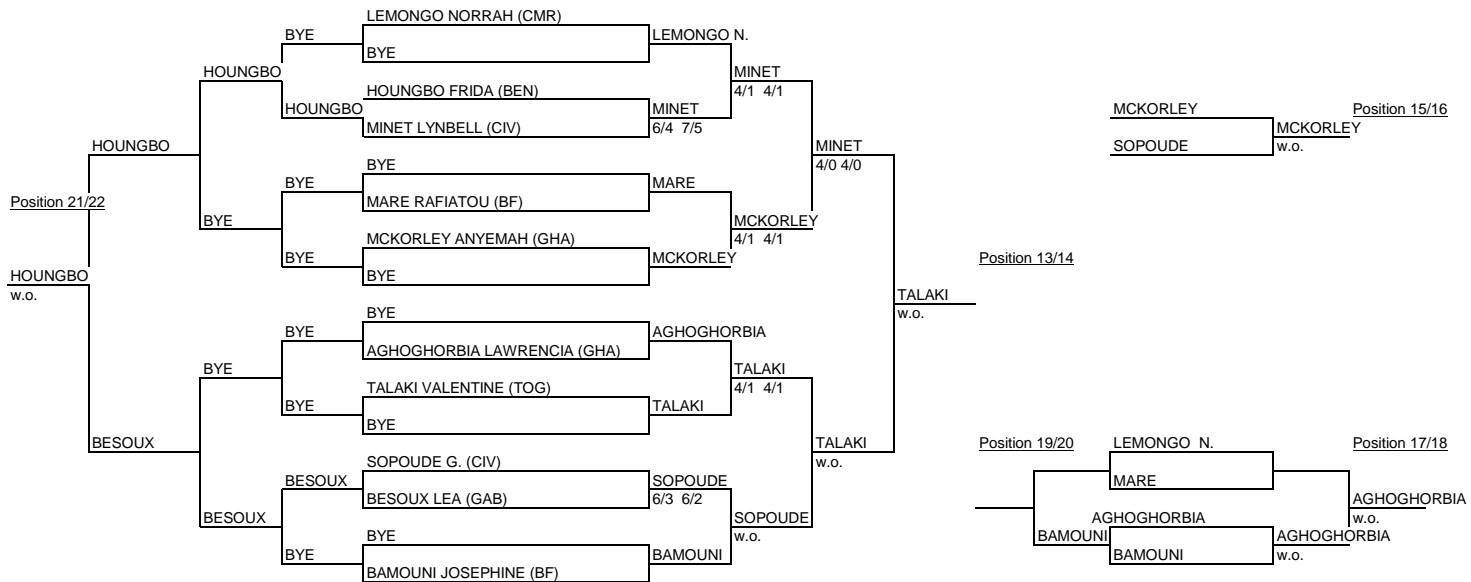 LEMONGO NORRAH (CMR)
BYE LEMONGO N.
BYE
HOUNGBO MINET
4/1 4/1
HOUNGBO FRIDA (BEN)
HOUNGBO MINET
MINET LYNBELL (CIV) 6/4 7/5
HOUNGBO MINET
4/0 4/0
BYE
BYE MARE
MARE RAFIATOU (BF)
Position 21/22
BYE MCKORLEY
4/1 4/1
MCKORLEY ANYEMAH (GHA)
BYE MCKORLEY
BYE
HOUNGBO
w.o.
TALAKI
w.o.
Position 13/14
BYE
BYE AGHOGHORBIA
AGHOGHORBIA LAWRENCIA (GHA)
BYE TALAKI
4/1 4/1
TALAKI VALENTINE (TOG)
BYE TALAKI
BYE
BESOUX TALAKI
w.o.
SOPOUDE G. (CIV)
BESOUX SOPOUDE
BESOUX LEA (GAB) 6/3 6/2
BESOUX SOPOUDE
w.o.
BYE
BYE BAMOUNI
BAMOUNI JOSEPHINE (BF)
MCKORLEY Position 15/16
MCKORLEY
SOPOUDE w.o.
Position 19/20 LEMONGO N. Position 17/18
MARE
AGHOGHORBIA
w.o.
AGHOGHORBIA
BAMOUNI AGHOGHORBIA
BAMOUNI w.o.